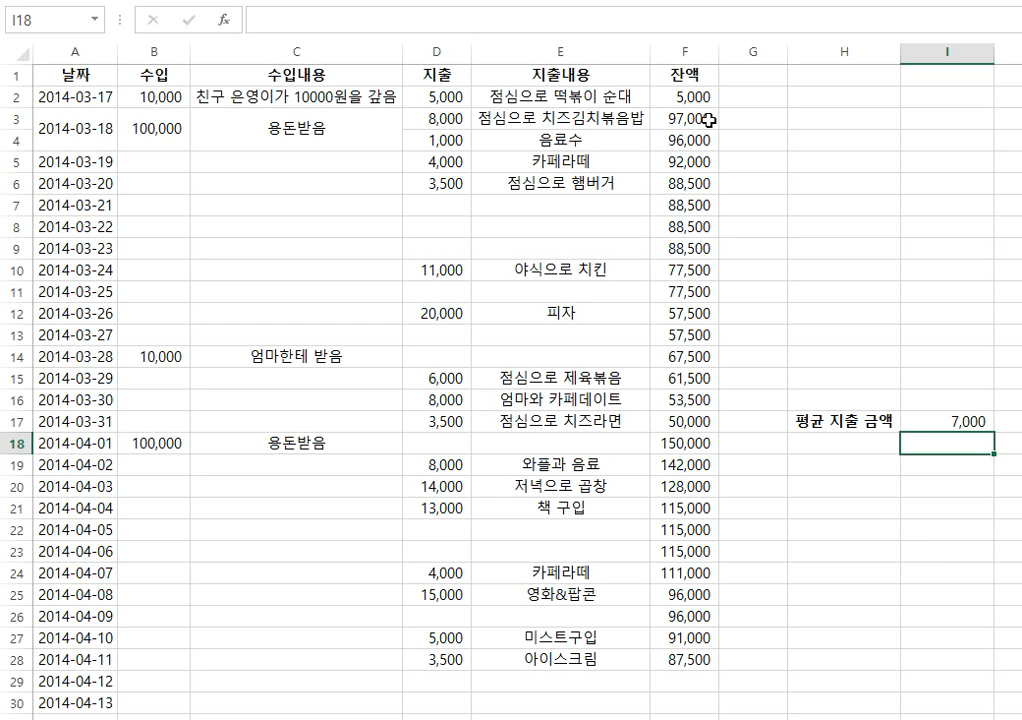 I18 fx
A B C D E F G H I
1 날짜 수입 수입내용 지출 지출내용 잔액
2 2014-03-17 10,000 친구 은영이가 10000원을 갚음 5,000 점심으로 떡볶이 순대 5,000
3 2014-03-18 100,000 용돈받음 8,000 점심으로 치즈김치볶음밥 97,000
4 1,000 음료수 96,000
5 2014-03-19 4,000 카페라떼 92,000
6 2014-03-20 3,500 점심으로 햄버거 88,500
7 2014-03-21 88,500
8 2014-03-22 88,500
9 2014-03-23 88,500
10 2014-03-24 11,000 야식으로 치킨 77,500
11 2014-03-25 77,500
12 2014-03-26 20,000 피자 57,500
13 2014-03-27 57,500
14 2014-03-28 10,000 엄마한테 받음 67,500
15 2014-03-29 6,000 점심으로 제육볶음 61,500
16 2014-03-30 8,000 엄마와 카페데이트 53,500
17 2014-03-31 3,500 점심으로 치즈라면 50,000 평균 지출 금액 7,000
18 2014-04-01 100,000 용돈받음 150,000
19 2014-04-02 8,000 와플과 음료 142,000
20 2014-04-03 14,000 저녁으로 곱창 128,000
21 2014-04-04 13,000 책 구입 115,000
22 2014-04-05 115,000
23 2014-04-06 115,000
24 2014-04-07 4,000 카페라떼 111,000
25 2014-04-08 15,000 영화&팝콘 96,000
26 2014-04-09 96,000
27 2014-04-10 5,000 미스트구입 91,000
28 2014-04-11 3,500 아이스크림 87,500
29 2014-04-12
30 2014-04-13